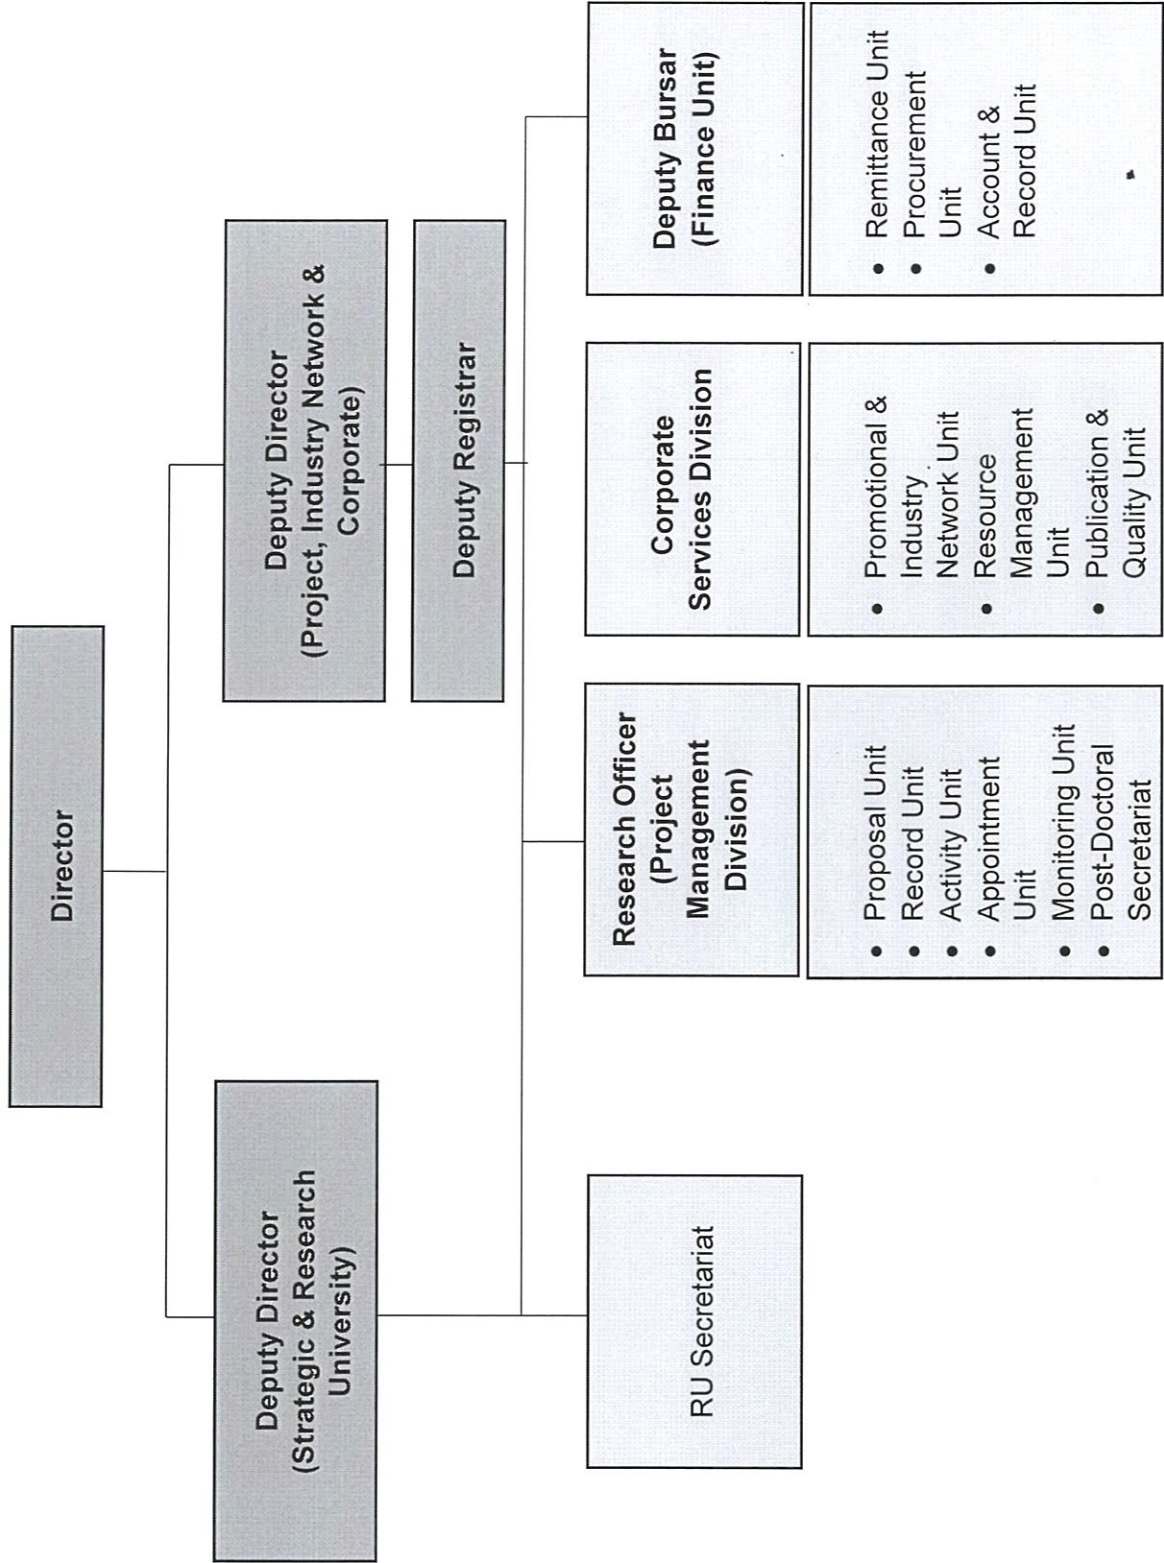 Director
Deputy Director
(Strategic & Research
University)
Deputy Director
(Project, Industry Network &
Corporate)
Deputy Registrar
RU Secretariat
Research Officer
(Project
Management
Division)
• Proposal Unit
• Record Unit
• Activity Unit
• Appointment
Unit
• Monitoring Unit
• Post-Doctoral
Secretariat
Corporate
Services Division
• Promotional &
Industry
Network Unit
• Resource
Management
Unit
• Publication &
Quality Unit
Deputy Bursar
(Finance Unit)
• Remittance Unit
• Procurement
Unit
• Account &
Record Unit